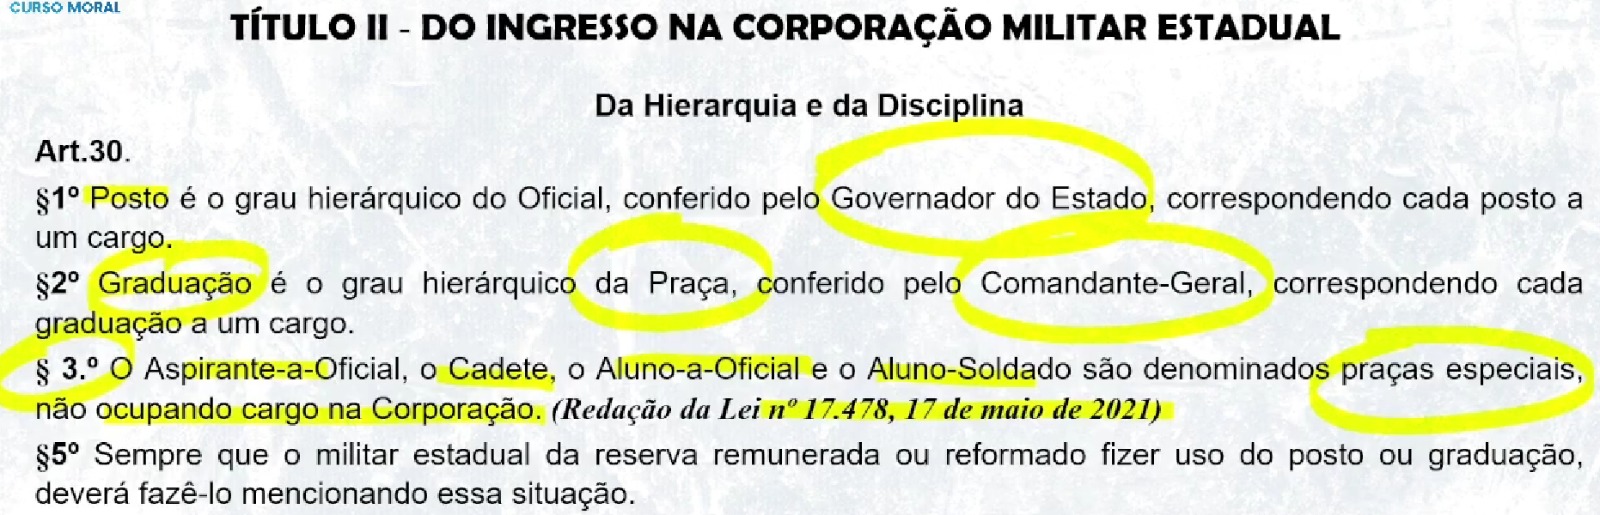 CURSO MORAL
TÍTULO II - DO INGRESSO NA CORPORAÇÃO MILITAR ESTADUAL
Da Hierarquia e da Disciplina
Art.30.
§1º Posto é o grau hierárquico do Oficial, conferido pelo Governador do Estado, correspondendo cada posto a
um cargo.
§2º Graduação é o grau hierárquico da Praça, conferido pelo Comandante-Geral, correspondendo cada
graduação a um cargo.
§ 3.º O Aspirante-a-Oficial, o Cadete, o Aluno-a-Oficial e o Aluno-Soldado são denominados praças especiais,
não ocupando cargo na Corporação. (Redação da Lei nº 17.478, 17 de maio de 2021)
§5º Sempre que o militar estadual da reserva remunerada ou reformado fizer uso do posto ou graduação,
deverá fazê-lo mencionando essa situação.